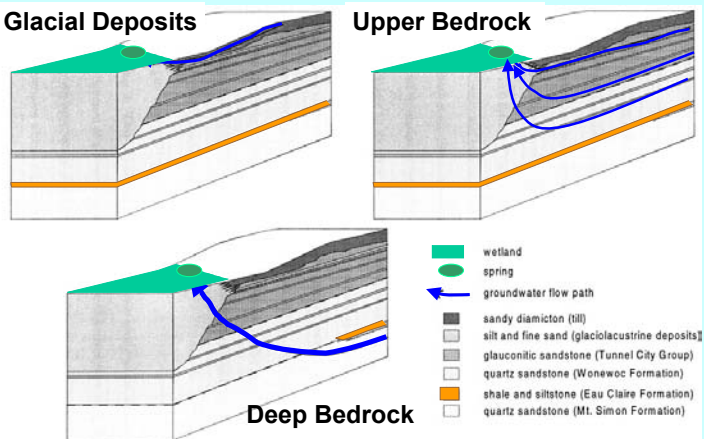 Glacial Deposits
Upper Bedrock
Deep Bedrock
wetland
spring
groundwater flow path
sandy diamicton (till)
silt and fine sand (glaciolacustrine deposits)
glauconitic sandstone (Tunnel City Group)
quartz sandstone (Wonewoc Formation)
shale and siltstone (Eau Claire Formation)
quartz sandstone (Mt. Simon Formation)